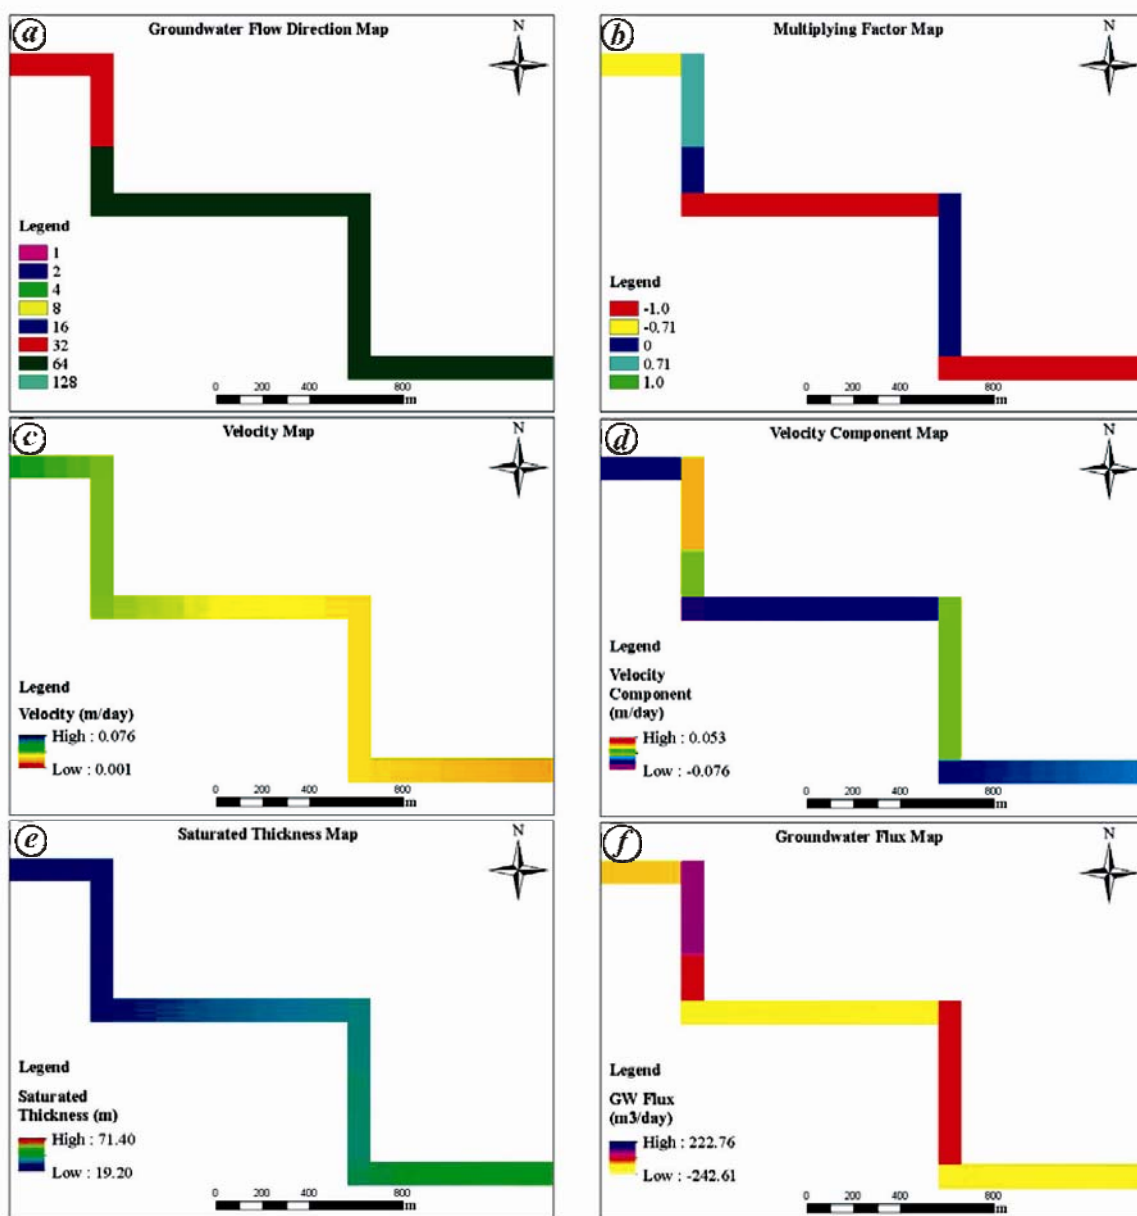 a
Groundwater Flow Direction Map
N
Legend
1
2
4
8
16
32
64
128
0 200 400 800
m
b
Multiplying Factor Map
N
Legend
-1.0
-0.71
0
0.71
1.0
0 200 400 800
m
c
Velocity Map
N
Legend
Velocity (m/day)
High : 0.076
Low : 0.001
0 200 400 800
m
d
Velocity Component Map
N
Legend
Velocity
Component
(m/day)
High : 0.053
Low : -0.076
0 200 400 800
m
e
Saturated Thickness Map
N
Legend
Saturated
Thickness (m)
High : 71.40
Low : 19.20
0 200 400 800
m
f
Groundwater Flux Map
N
Legend
GW Flux
(m3/day)
High : 222.76
Low : -242.61
0 200 400 800
m